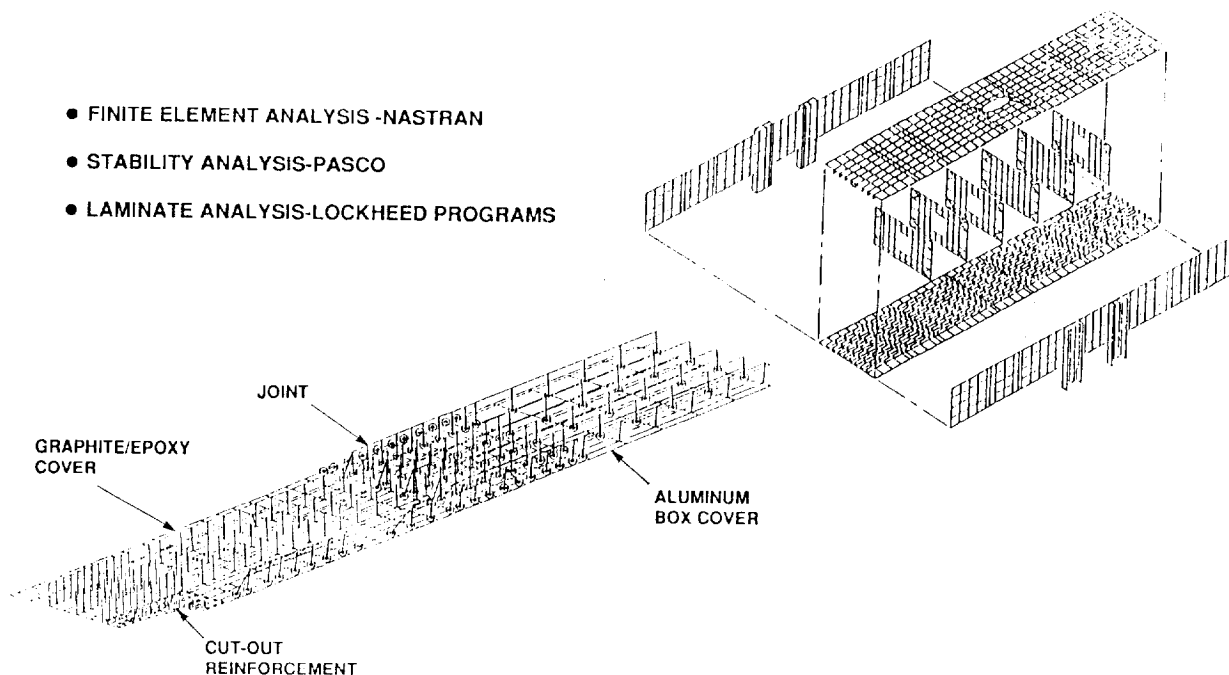 ● FINITE ELEMENT ANALYSIS -NASTRAN
● STABILITY ANALYSIS-PASCO
● LAMINATE ANALYSIS-LOCKHEED PROGRAMS
JOINT
GRAPHITE/EPOXY
COVER
ALUMINUM
BOX COVER
CUT-OUT
REINFORCEMENT